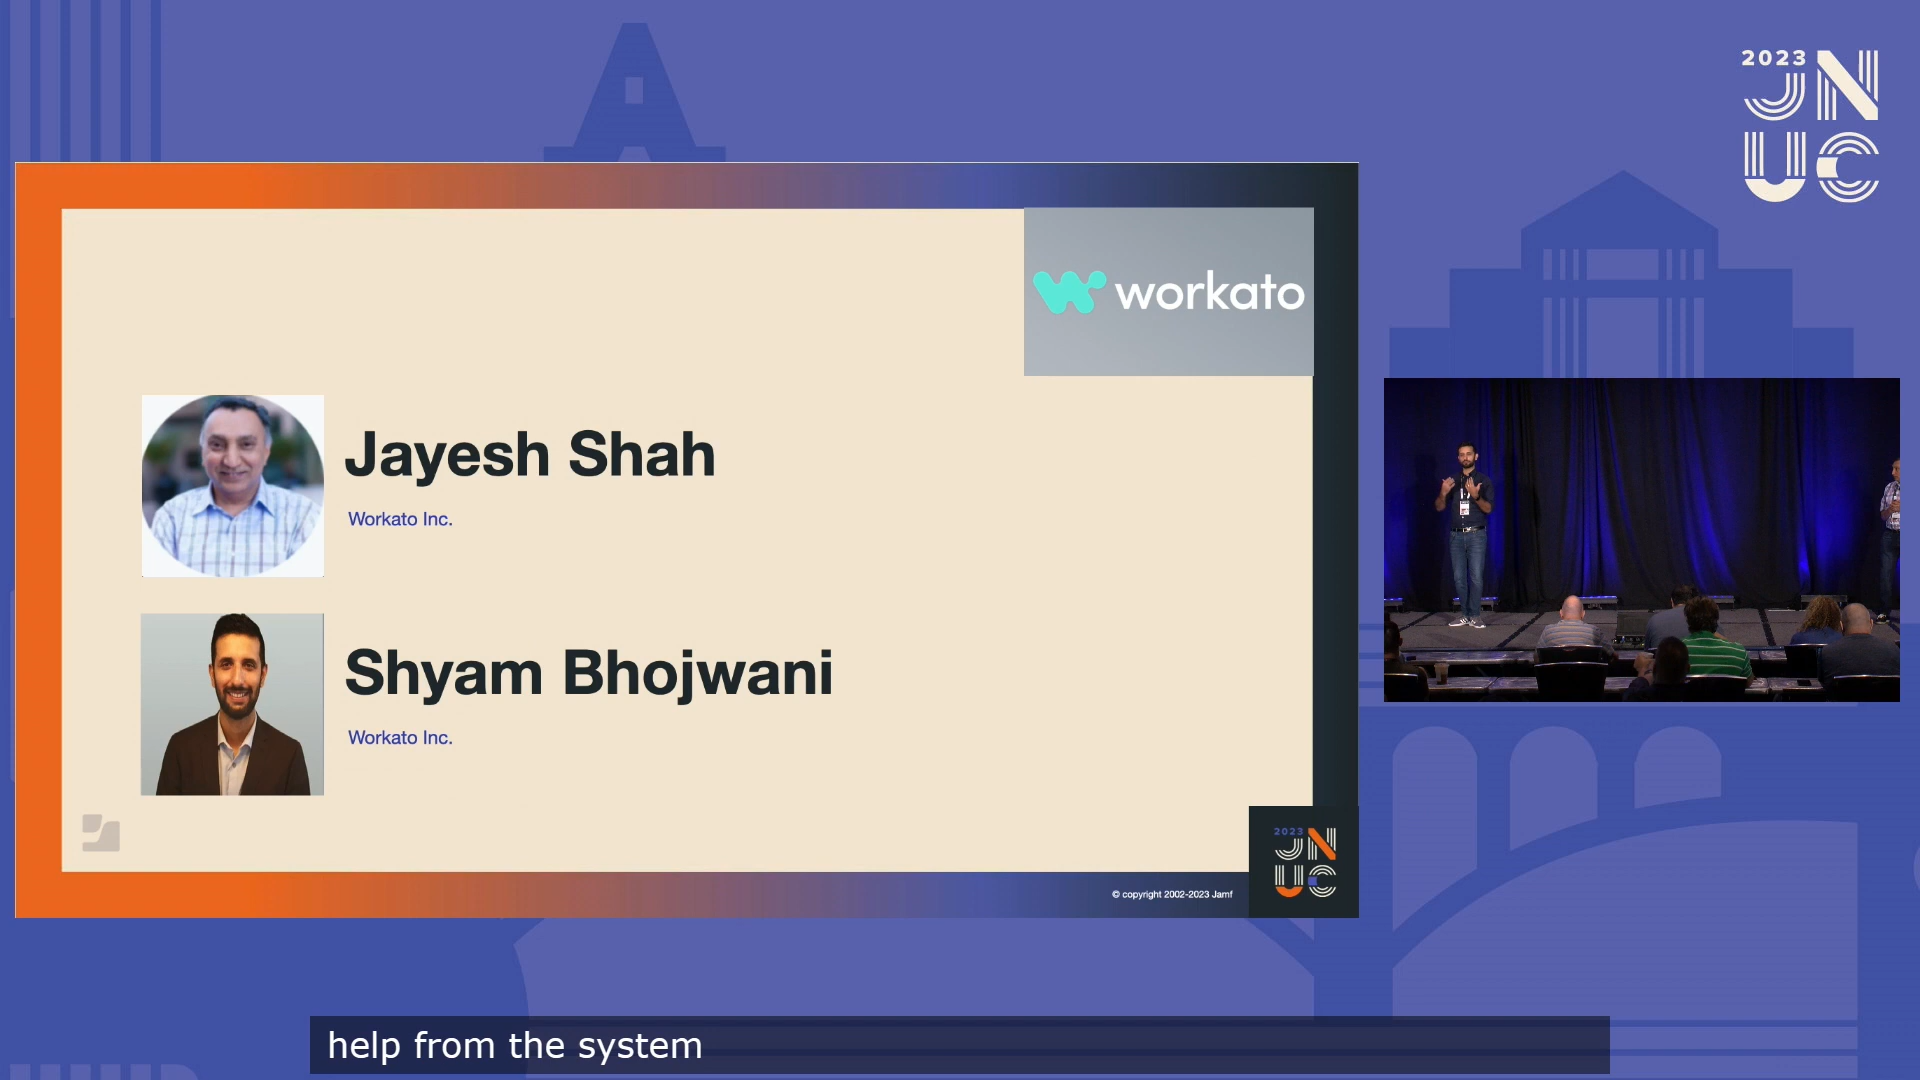 2023
JN
UC
workato
Jayesh Shah
Workato Inc.
Shyam Bhojwani
Workato Inc.
2023
JN
UC
© copyright 2002-2023 Jamf
help from the system